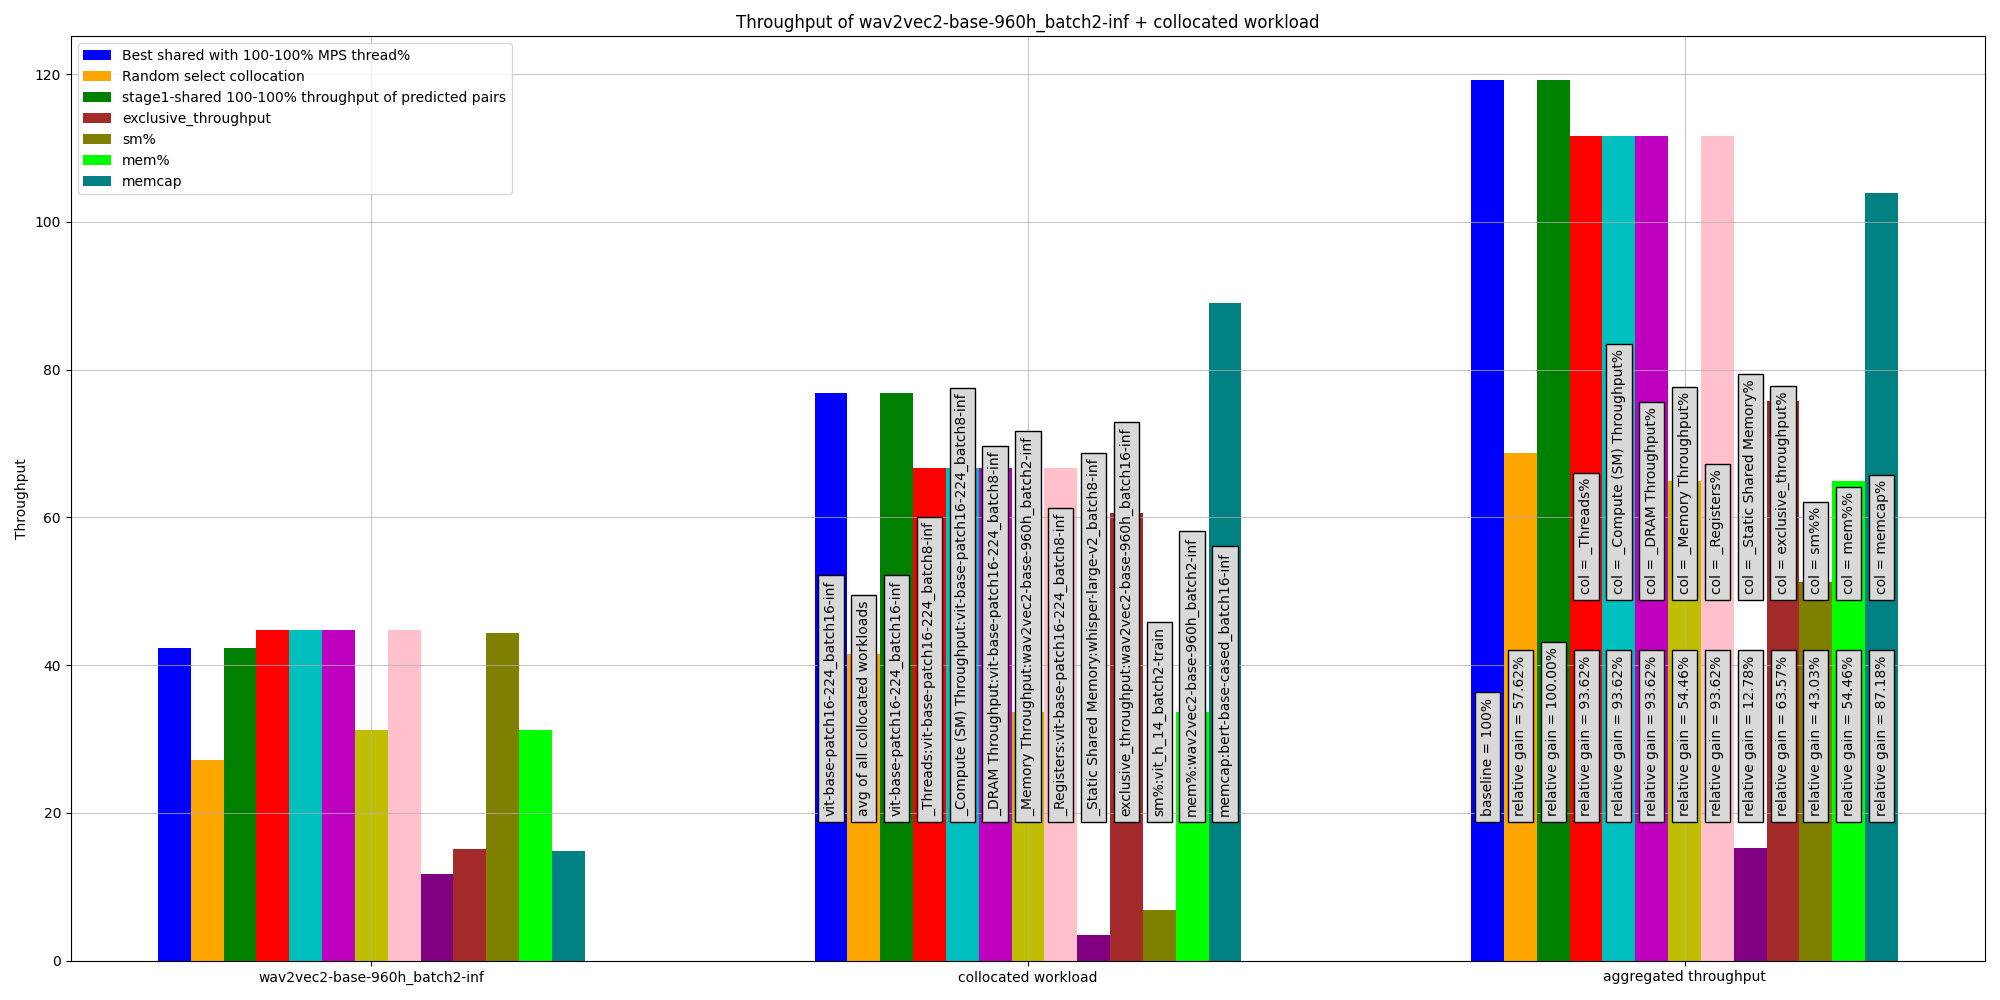 Throughput of wav2vec2-base-960h_batch2-inf + collocated workload
Best shared with 100-100% MPS thread%
Random select collocation
stage1-shared 100-100% throughput of predicted pairs
exclusive_throughput
sm%
mem%
memcap
Throughput
120
100
80
60
40
20
0
vit-base-patch16-224_batch16-inf
avg of all collocated workloads
vit-base-patch16-224_batch16-inf
_Threads:vit-base-patch16-224_batch8-inf
_Compute (SM) Throughput:vit-base-patch16-224_batch8-inf
_DRAM Throughput:vit-base-patch16-224_batch8-inf
_Memory Throughput:wav2vec2-base-960h_batch2-inf
_Registers:vit-base-patch16-224_batch8-inf
_Static Shared Memory:whisper-large-v2_batch8-inf
exclusive_throughput:wav2vec2-base-960h_batch16-inf
sm%:vit_h_14_batch2-train
mem%:wav2vec2-base-960h_batch2-inf
memcap:bert-base-cased_batch16-inf
col = _Threads%
col = _Compute (SM) Throughput%
col = _DRAM Throughput%
col = _Memory Throughput%
col = _Registers%
col = _Static Shared Memory%
col = exclusive_throughput%
col = sm%%
col = mem%%
col = memcap%
baseline = 100%
relative gain = 57.62%
relative gain = 100.00%
relative gain = 93.62%
relative gain = 93.62%
relative gain = 93.62%
relative gain = 54.46%
relative gain = 93.62%
relative gain = 12.78%
relative gain = 63.57%
relative gain = 43.03%
relative gain = 54.46%
relative gain = 87.18%
wav2vec2-base-960h_batch2-inf
collocated workload
aggregated throughput